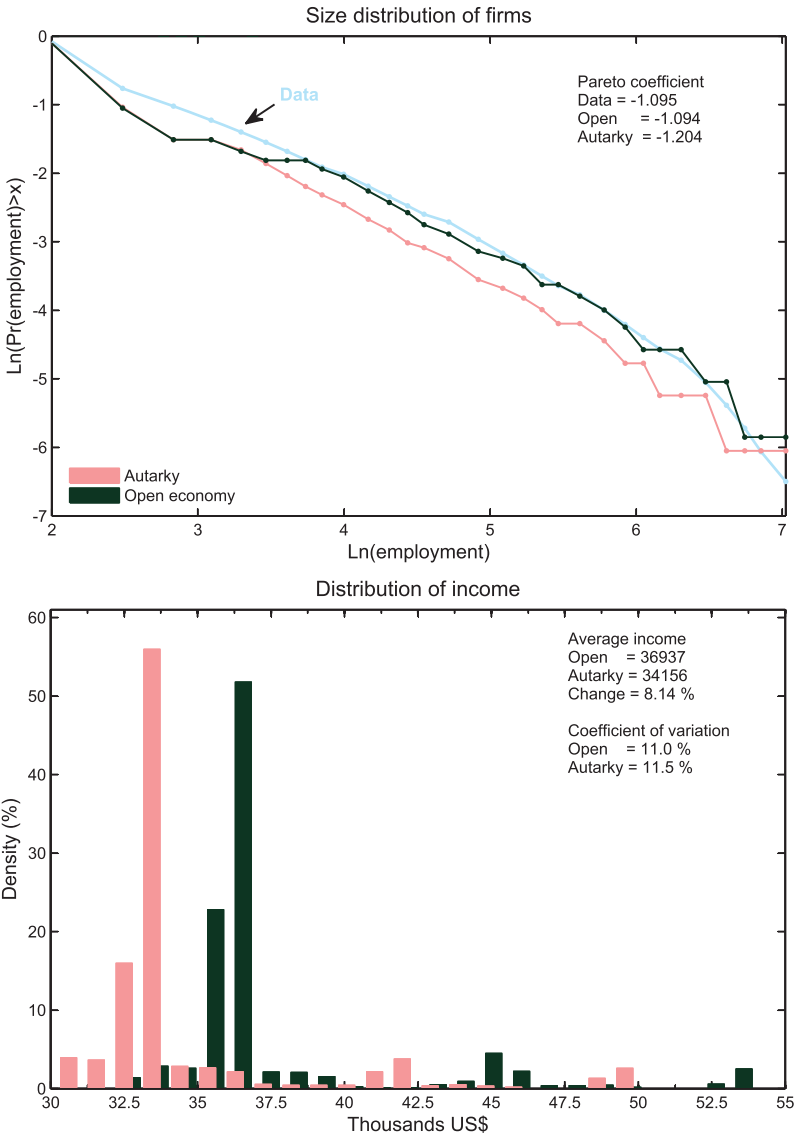 Size distribution of firms
0
-1
-2
-3
-4
-5
-6
-7
Ln(Pr(employment)>x)
Data
Pareto coefficient
Data = -1.095
Open = -1.094
Autarky = -1.204
Autarky
Open economy
2 3 4 5 6 7
Ln(employment)
Distribution of income
60
50
40
30
20
10
0
Density (%)
Average income
Open = 36937
Autarky = 34156
Change = 8.14 %
Coefficient of variation
Open = 11.0 %
Autarky = 11.5 %
30 32.5 35 37.5 40 42.5 45 47.5 50 52.5 55
Thousands US$